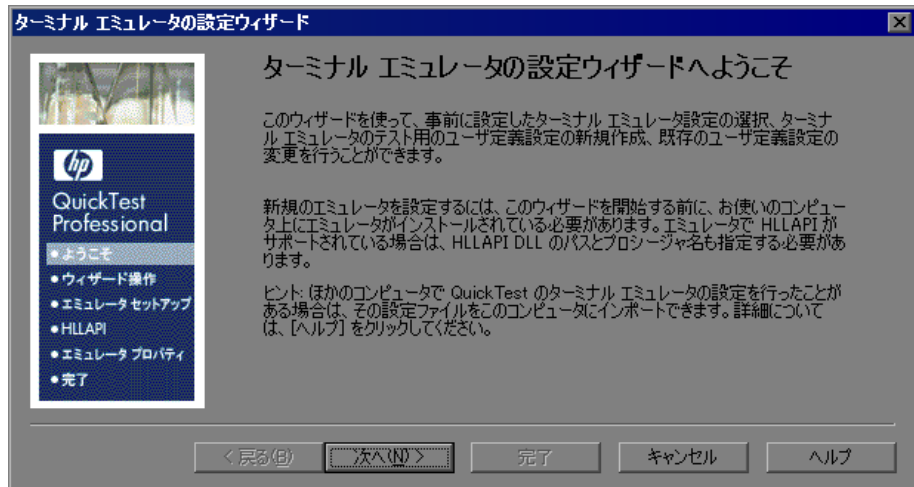 ターミナル エミュレータの設定ウィザード
ターミナル エミュレータの設定ウィザードへようこそ
このウィザードを使って、事前に設定したターミナル エミュレータ設定の選択、ターミナ
ル エミュレータのテスト用のユーザ定義設定の新規作成、既存のユーザ定義設定の
変更を行うことができます。
新規のエミュレータを設定するには、このウィザードを開始する前に、お使いのコンピュー
タ上にエミュレータがインストールされている必要があります。エミュレータで HLLAPI が
サポートされている場合は、HLLAPI DLL のパスとプロシージャ名も指定する必要があ
ります。
ヒント: ほかのコンピュータで QuickTest のターミナル エミュレータの設定を行ったことが
ある場合は、その設定ファイルをこのコンピュータにインポートできます。詳細について
は、[ヘルプ] をクリックしてください。
hp
QuickTest
Professional
•ようこそ
•ウィザード操作
•エミュレータ セットアップ
•HLLAPI
•エミュレータ プロパティ
•完了
< 戻る(B)
次へ(N) >
完了
キャンセル
ヘルプ